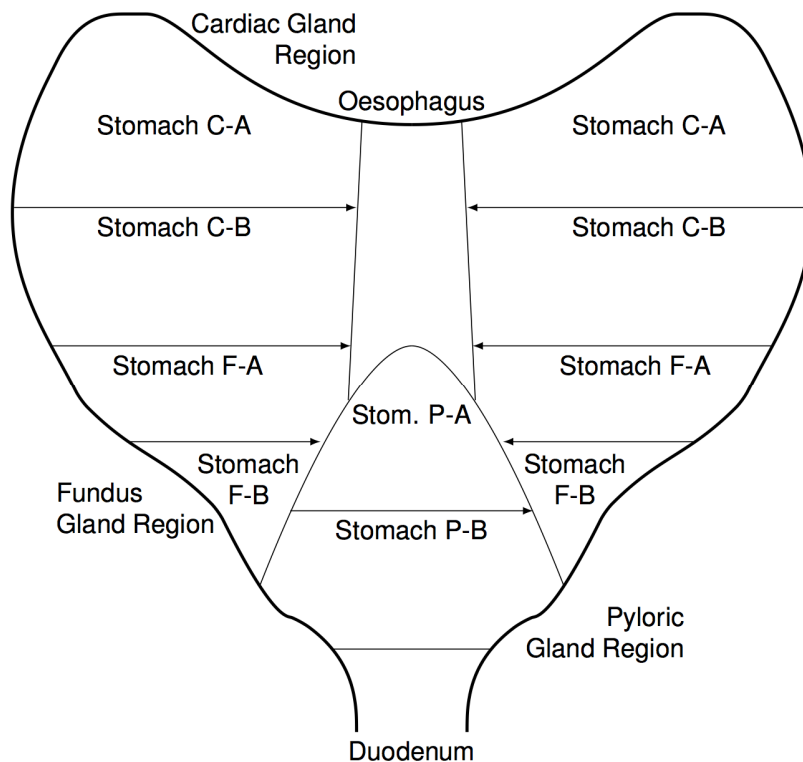 Cardiac Gland
Region
Oesophagus
Stomach C-A
Stomach C-A
Stomach C-B
Stomach C-B
Stomach F-A
Stomach F-A
Stom. P-A
Stomach
F-B
Stomach
F-B
Fundus
Gland Region
Stomach P-B
Pyloric
Gland Region
Duodenum